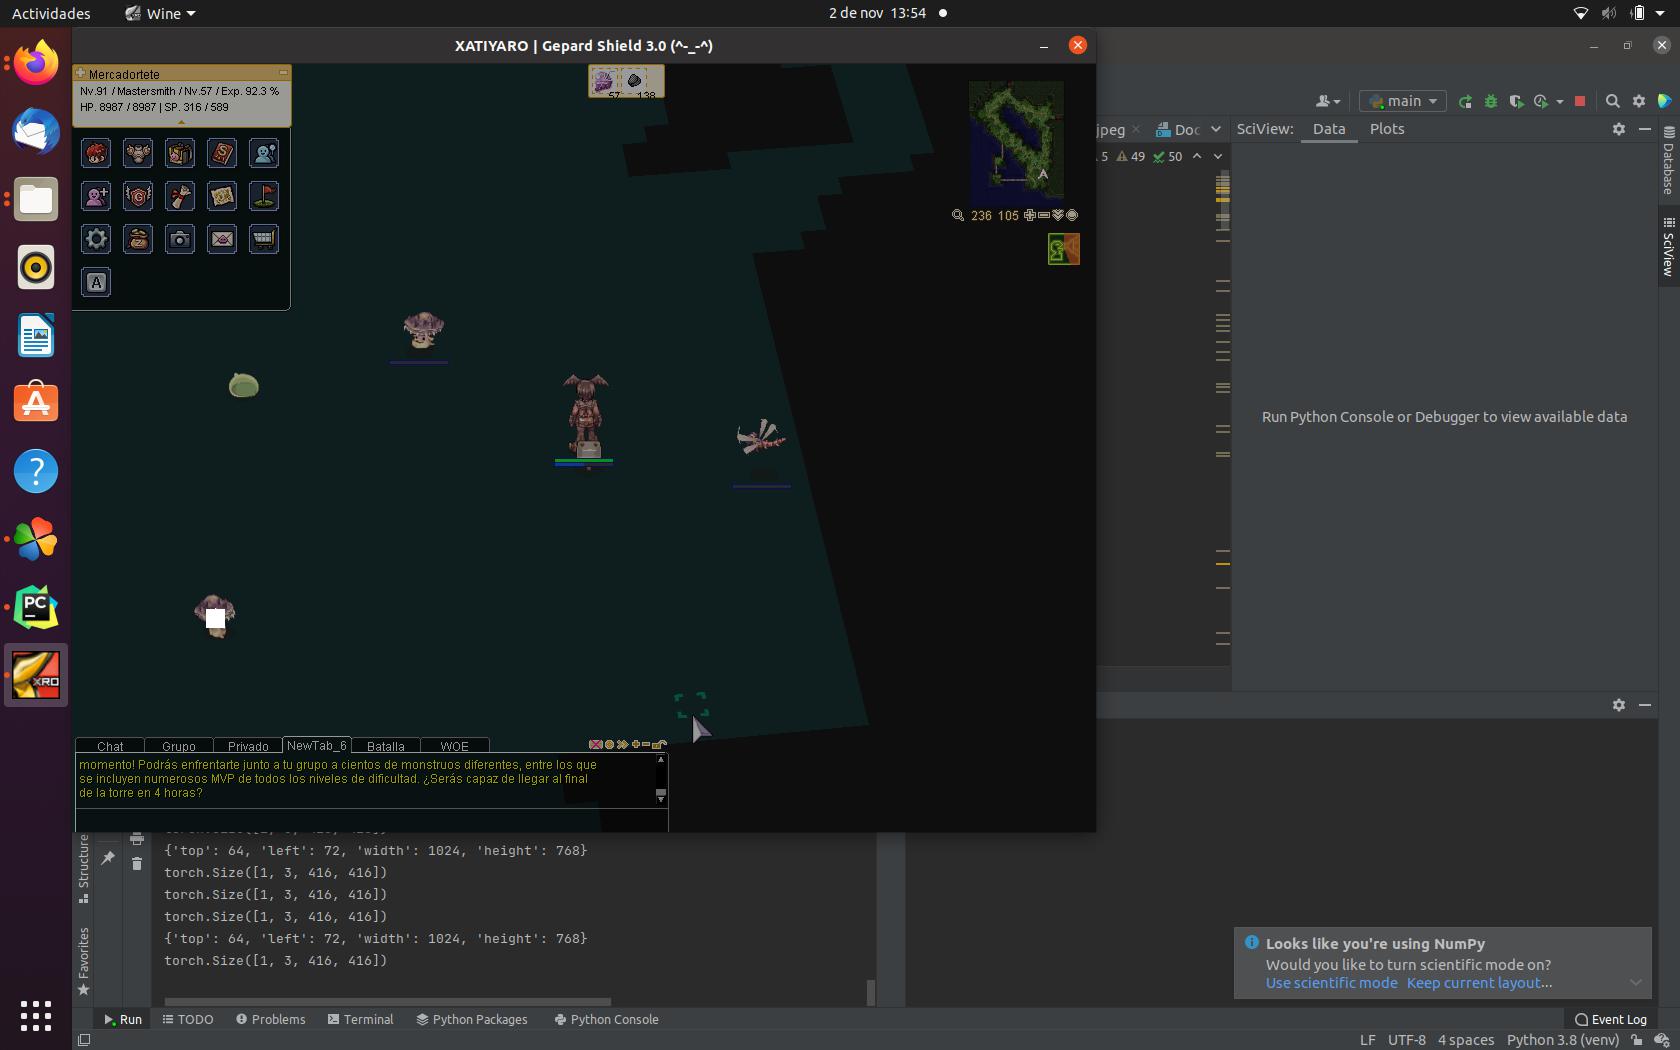 Actividades
Wine
2 de nov 13:54
XATIYARO | Gepard Shield 3.0 (^-_-^)
Mercadortete
Nv.91 / Mastersmith / Nv.57 / Exp. 92.3 %
HP. 8987 / 8987 | SP. 316 / 589
57
138
236 105
A
main
jpeg
Doc
SciView:
Data
Plots
5
49
50
Database
SciView
Run Python Console or Debugger to view available data
PC
XRO
Chat
Grupo
Privado
NewTab_6
Batalla
WOE
momento! Podrás enfrentarte junto a tu grupo a cientos de monstruos diferentes, entre los que
se incluyen numerosos MVP de todos los niveles de dificultad. ¿Serás capaz de llegar al final
de la torre en 4 horas?
{'top': 64, 'left': 72, 'width': 1024, 'height': 768}
torch.Size([1, 3, 416, 416])
torch.Size([1, 3, 416, 416])
torch.Size([1, 3, 416, 416])
{'top': 64, 'left': 72, 'width': 1024, 'height': 768}
torch.Size([1, 3, 416, 416])
Structure
Favorites
Looks like you're using NumPy
Would you like to turn scientific mode on?
Use scientific mode Keep current layout...
Run
TODO
Problems
Terminal
Python Packages
Python Console
Event Log
LF UTF-8 4 spaces Python 3.8 (venv)